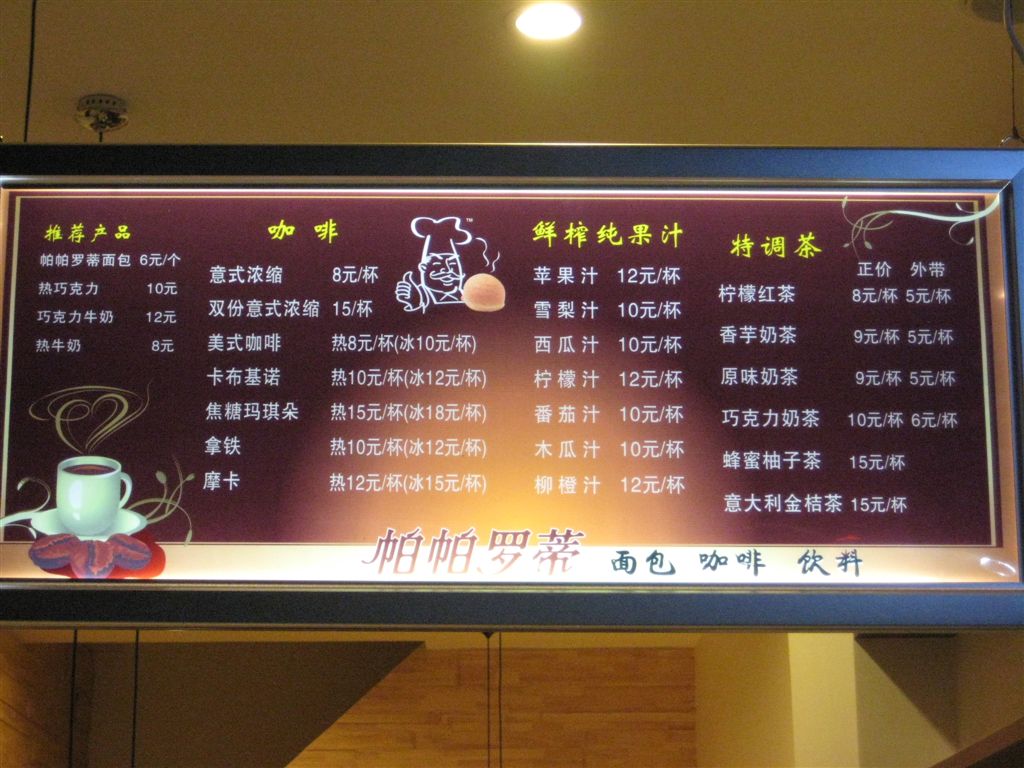 推荐产品
帕帕罗蒂面包 6元/个
热巧克力 10元
巧克力牛奶 12元
热牛奶 8元
咖啡
意式浓缩 8元/杯
双份意式浓缩 15/杯
美式咖啡 热8元/杯(冰10元/杯)
卡布基诺 热10元/杯(冰12元/杯)
焦糖玛琪朵 热15元/杯(冰18元/杯)
拿铁 热10元/杯(冰12元/杯)
摩卡 热12元/杯(冰15元/杯)
TM
鲜榨纯果汁
苹果汁 12元/杯
雪梨汁 10元/杯
西瓜汁 10元/杯
柠檬汁 12元/杯
番茄汁 10元/杯
木瓜汁 10元/杯
柳橙汁 12元/杯
特调茶
正价 外带
柠檬红茶 8元/杯 5元/杯
香芋奶茶 9元/杯 5元/杯
原味奶茶 9元/杯 5元/杯
巧克力奶茶 10元/杯 6元/杯
蜂蜜柚子茶 15元/杯
意大利金桔茶 15元/杯
帕帕罗蒂 面包 咖啡 饮料